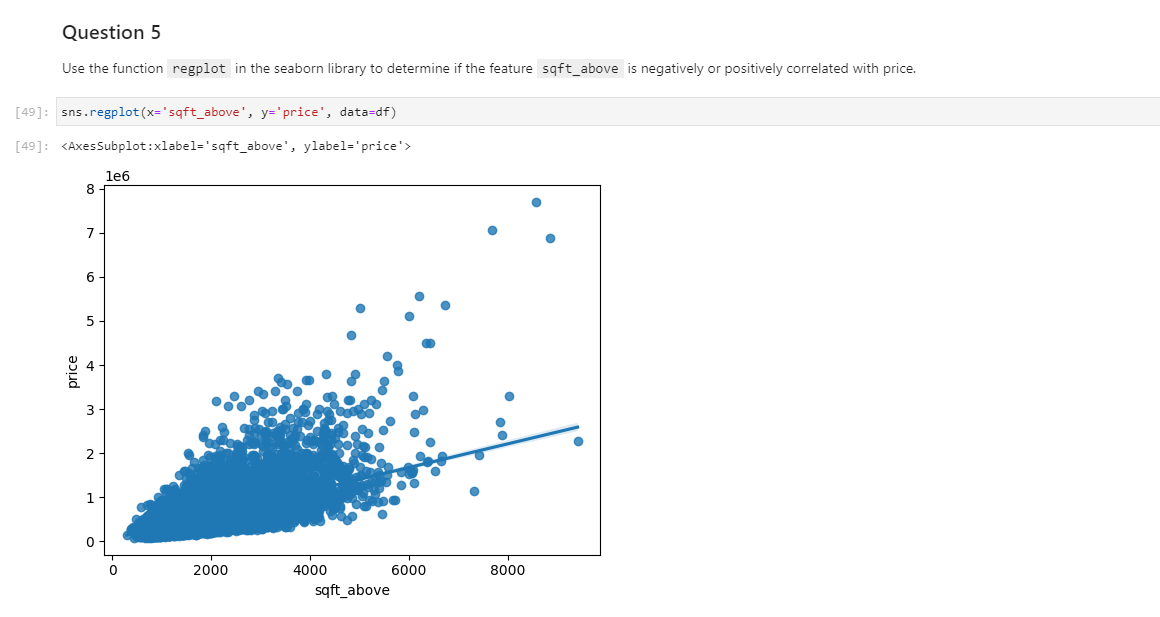 Question 5
Use the function regplot in the seaborn library to determine if the feature sqft_above is negatively or positively correlated with price.
[49]: sns.regplot(x='sqft_above', y='price', data=df)
[49]: <AxesSubplot:xlabel='sqft_above', ylabel='price'>
1e6
8
7
6
5
4
3
2
1
0
price
0 2000 4000 6000 8000
sqft_above